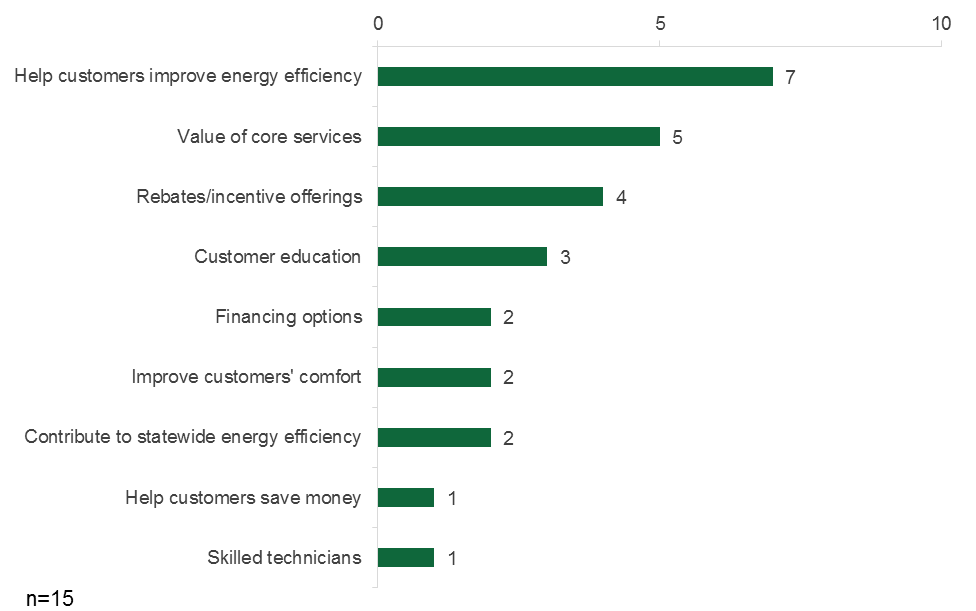 0 5 10
Help customers improve energy efficiency 7
Value of core services 5
Rebates/incentive offerings 4
Customer education 3
Financing options 2
Improve customers' comfort 2
Contribute to statewide energy efficiency 2
Help customers save money 1
Skilled technicians 1
n=15